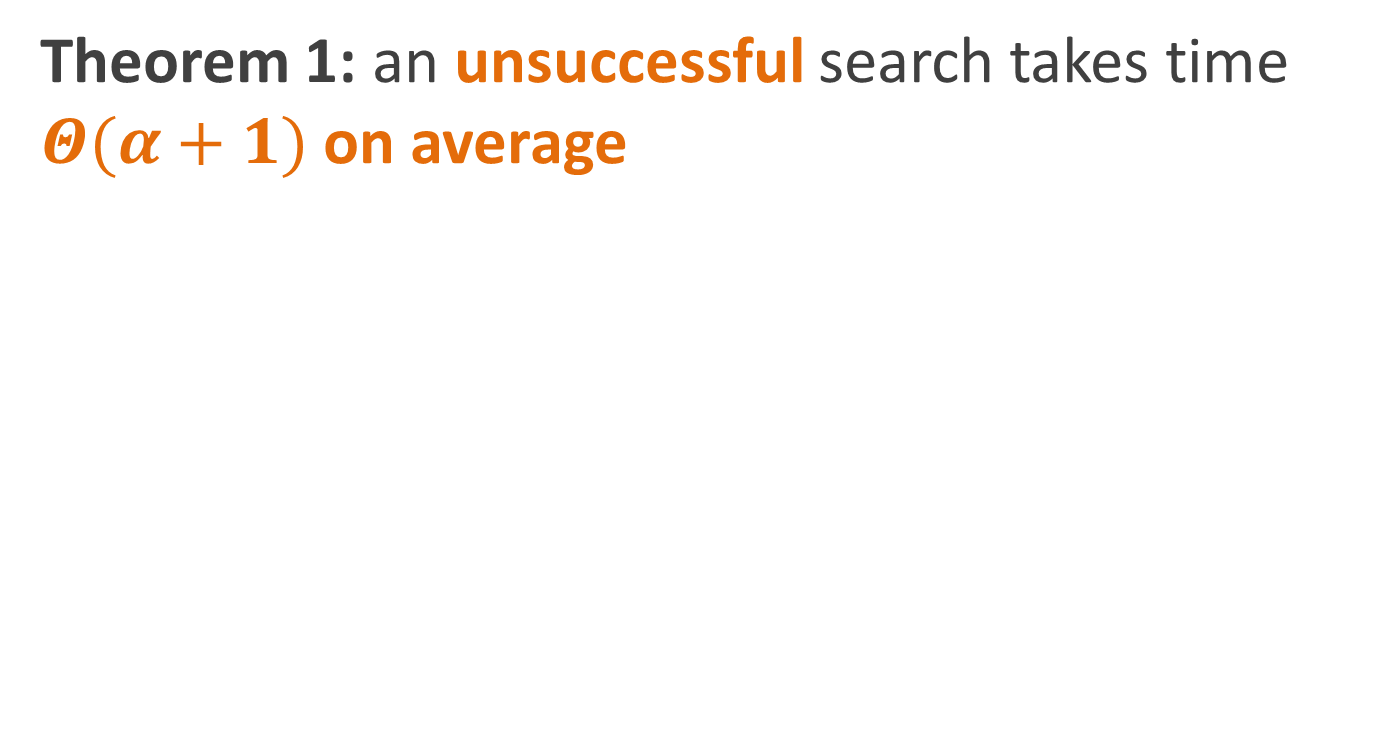 Theorem 1: an unsuccessful search takes time
Θ(α + 1) on average